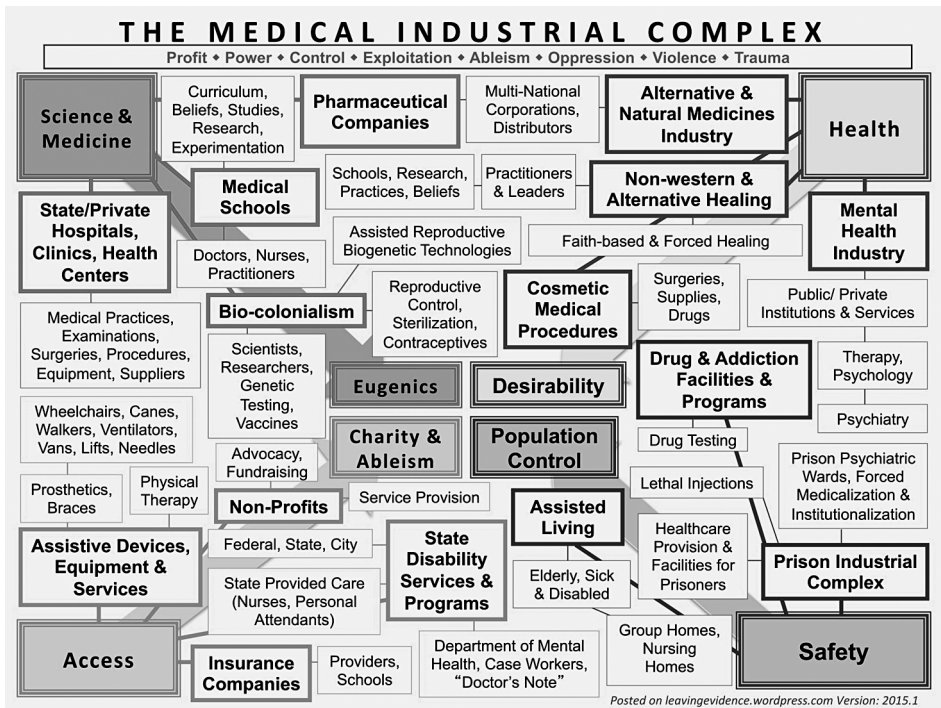 THE MEDICAL INDUSTRIAL COMPLEX
Profit ◆ Power ◆ Control ◆ Exploitation ◆ Ableism ◆ Oppression ◆ Violence ◆ Trauma
Science &
Medicine
Curriculum,
Beliefs, Studies,
Research,
Experimentation
Pharmaceutical
Companies
Multi-National
Corporations,
Distributors
Alternative &
Natural Medicines
Industry
Health
Medical
Schools
Schools, Research,
Practices, Beliefs
Practitioners
& Leaders
Non-western &
Alternative Healing
State/Private
Hospitals,
Clinics, Health
Centers
Doctors, Nurses,
Practitioners
Assisted Reproductive
Biogenetic Technologies
Faith-based & Forced Healing
Mental
Health
Industry
Medical Practices,
Examinations,
Surgeries, Procedures,
Equipment, Suppliers
Bio-colonialism
Reproductive
Control,
Sterilization,
Contraceptives
Cosmetic
Medical
Procedures
Surgeries,
Supplies,
Drugs
Public/ Private
Institutions & Services
Scientists,
Researchers,
Genetic
Testing,
Vaccines
Eugenics
Desirability
Drug & Addiction
Facilities &
Programs
Therapy,
Psychology
Psychiatry
Wheelchairs, Canes,
Walkers, Ventilators,
Vans, Lifts, Needles
Charity &
Ableism
Population
Control
Drug Testing
Advocacy,
Fundraising
Prosthetics,
Braces
Physical
Therapy
Non-Profits
Service Provision
Assisted
Living
Lethal Injections
Prison Psychiatric
Wards, Forced
Medicalization &
Institutionalization
Assistive Devices,
Equipment &
Services
Federal, State, City
State
Disability
Services &
Programs
Healthcare
Provision &
Facilities for
Prisoners
Prison Industrial
Complex
State Provided Care
(Nurses, Personal
Attendants)
Elderly, Sick
& Disabled
Access
Insurance
Companies
Providers,
Schools
Department of Mental
Health, Case Workers,
“Doctor’s Note”
Group Homes,
Nursing
Homes
Safety
Posted on leavingevidence.wordpress.com Version: 2015.1